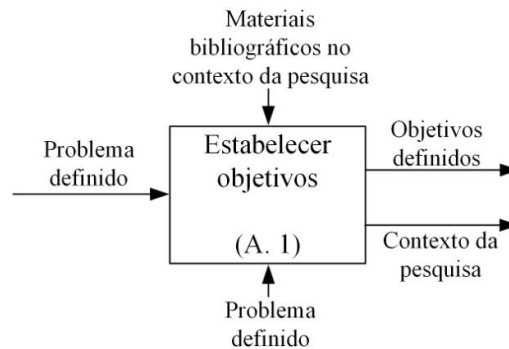 Materiais
bibliográficos no
contexto da pesquisa
Problema
definido
Estabelecer
objetivos
(A. 1)
Objetivos
definidos
Contexto da
pesquisa
Problema
definido